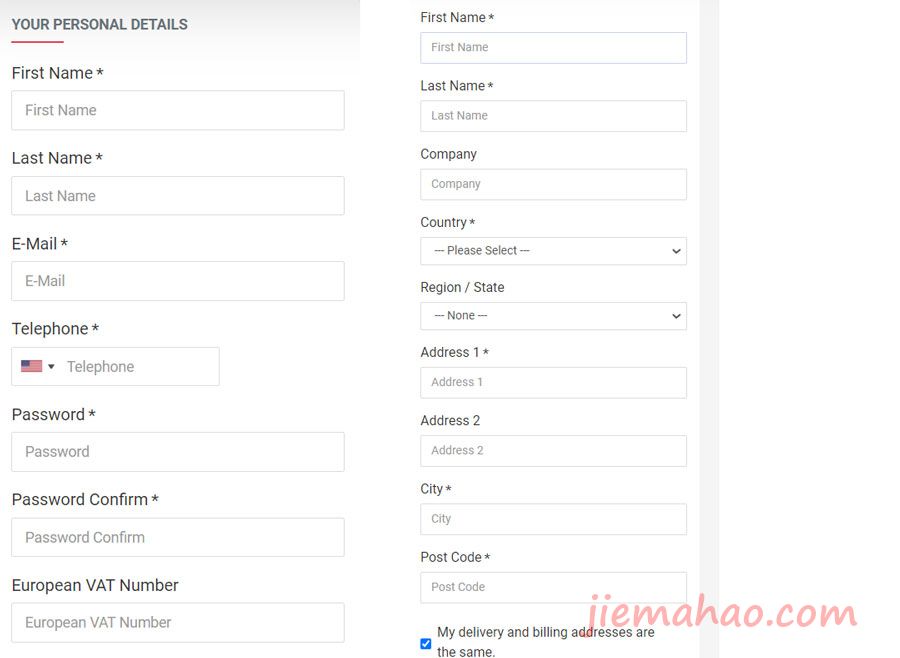 YOUR PERSONAL DETAILS
First Name *
First Name
Last Name *
Last Name
E-Mail *
E-Mail
Telephone *
Telephone
Password *
Password
Password Confirm *
Password Confirm
European VAT Number
European VAT Number
First Name *
First Name
Last Name *
Last Name
Company
Company
Country *
--- Please Select ---
Region / State
--- None ---
Address 1 *
Address 1
Address 2
Address 2
City *
City
Post Code *
Post Code
My delivery and billing addresses are
the same.
jiemahao.com